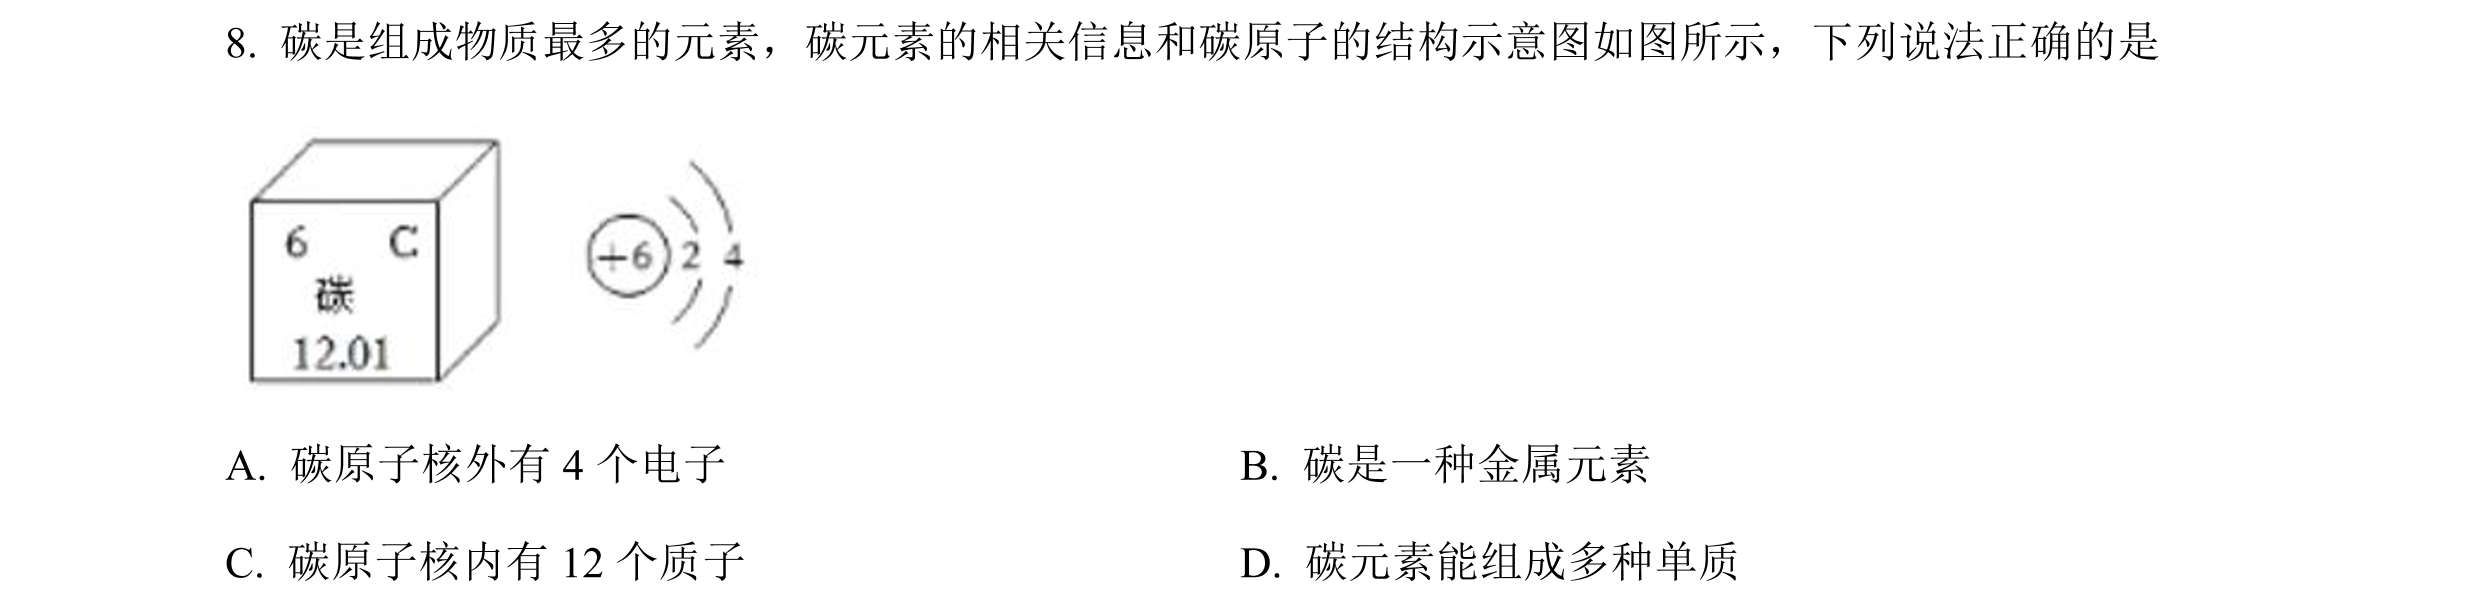 8. 碳是组成物质最多的元素，碳元素的相关信息和碳原子的结构示意图如图所示，下列说法正确的是
6 C
碳
12.01
+6 2 4
A. 碳原子核外有 4 个电子
B. 碳是一种金属元素
C. 碳原子核内有 12 个质子
D. 碳元素能组成多种单质